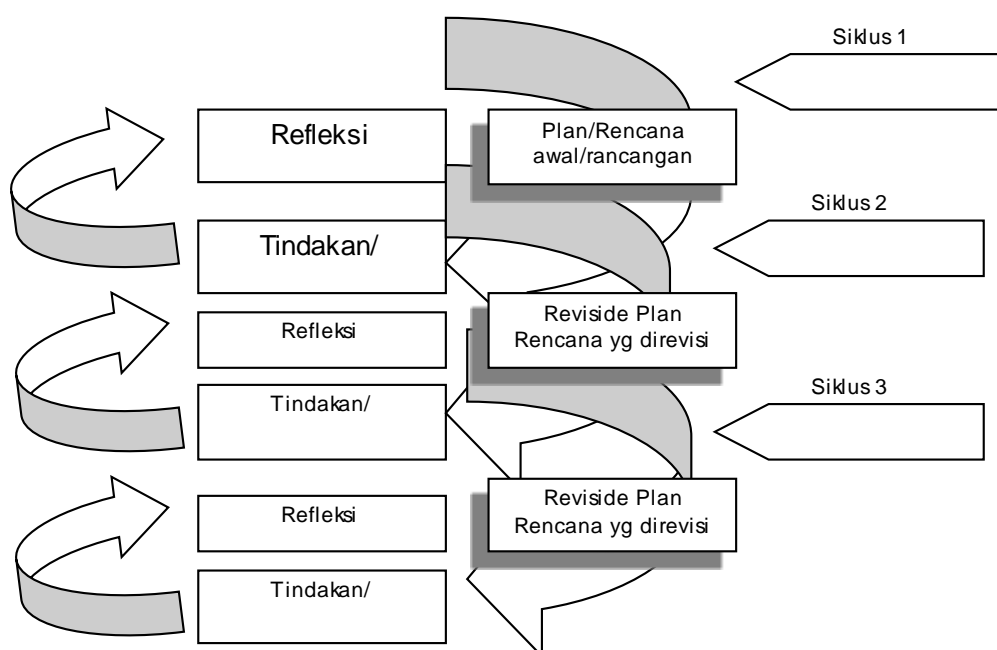 Siklus 1
Refleksi
Plan/Rencana
awal/rancangan
Siklus 2
Tindakan/
Reviside Plan
Rencana yg direvisi
Refleksi
Siklus 3
Tindakan/
Reviside Plan
Rencana yg direvisi
Refleksi
Tindakan/